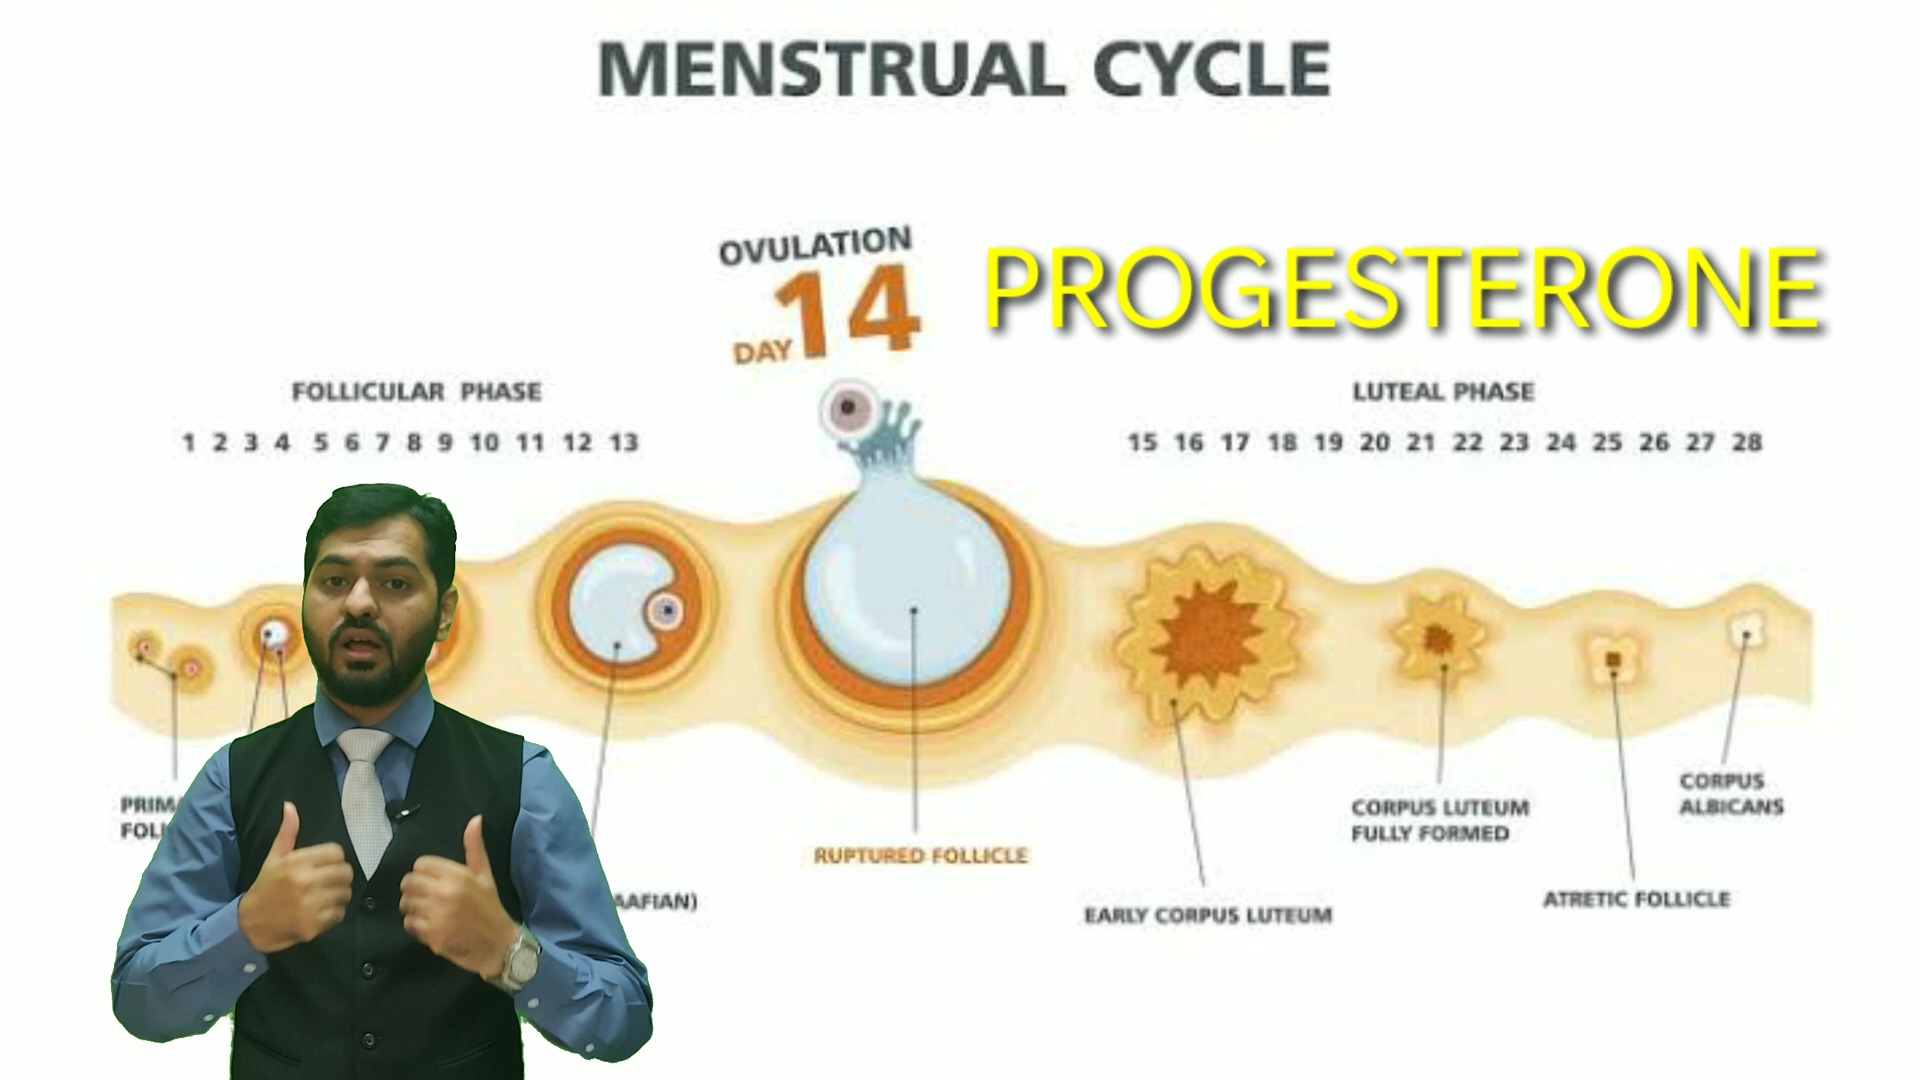 MENSTRUAL CYCLE
OVULATION
DAY 14
PROGESTERONE
FOLLICULAR PHASE
LUTEAL PHASE
1 2 3 4 5 6 7 8 9 10 11 12 13
15 16 17 18 19 20 21 22 23 24 25 26 27 28
CORPUS
ALBICANS
CORPUS LUTEUM
FULLY FORMED
RUPTURED FOLLICLE
ATRETIC FOLLICLE
EARLY CORPUS LUTEUM